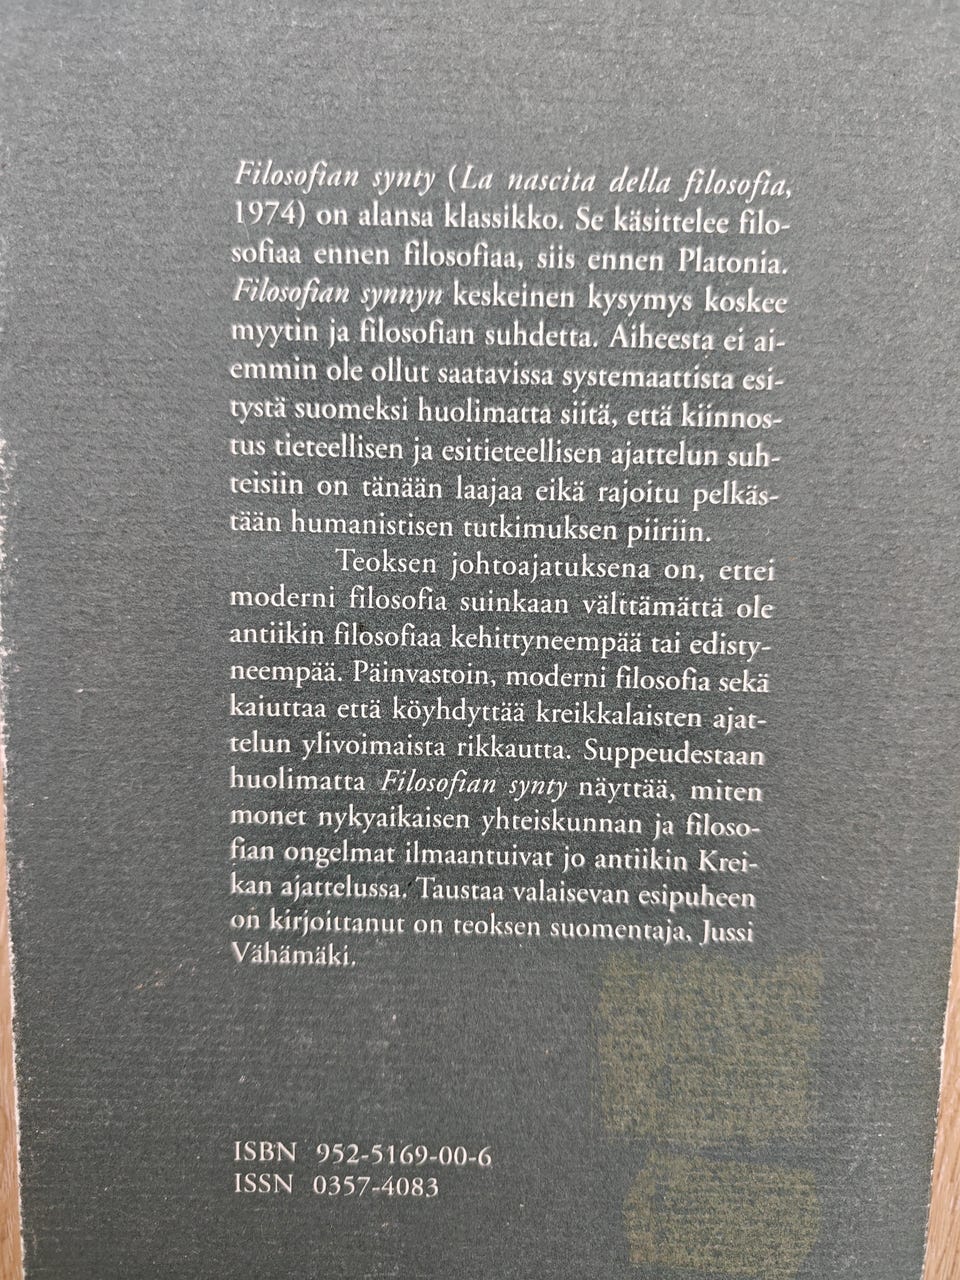 Filosofian synty (La nascita della filosofia,
1974) on alansa klassikko. Se käsittelee filo-
sofiaa ennen filosofiaa, siis ennen Platonia.
Filosofian synnyn keskeinen kysymys koskee
myytin ja filosofian suhdetta. Aiheesta ei ai-
emmin ole ollut saatavissa systemaattista esi-
tystä suomeksi huolimatta siitä, että kiinnos-
tus tieteellisen ja esitieteellisen ajattelun suh-
teisiin on tänään laajaa eikä rajoitu pelkäs-
tään humanistisen tutkimuksen piiriin.
Teoksen johtoajatuksena on, ettei
moderni filosofia suinkaan välttämättä ole
antiikin filosofiaa kehittyneempää tai edisty-
neempää. Päinvastoin, moderni filosofia sekä
kaiuttaa että köyhdyttää kreikkalaisten ajat-
telun ylivoimaista rikkautta. Suppeudestaan
huolimatta Filosofian synty näyttää, miten
monet nykyaikaisen yhteiskunnan ja filoso-
fian ongelmat ilmaantuivat jo antiikin Krei-
kan ajattelussa. Taustaa valaisevan esipuheen
on kirjoittanut on teoksen suomentaja, Jussi
Vähämäki.
ISBN 952-5169-00-6
ISSN 0357-4083